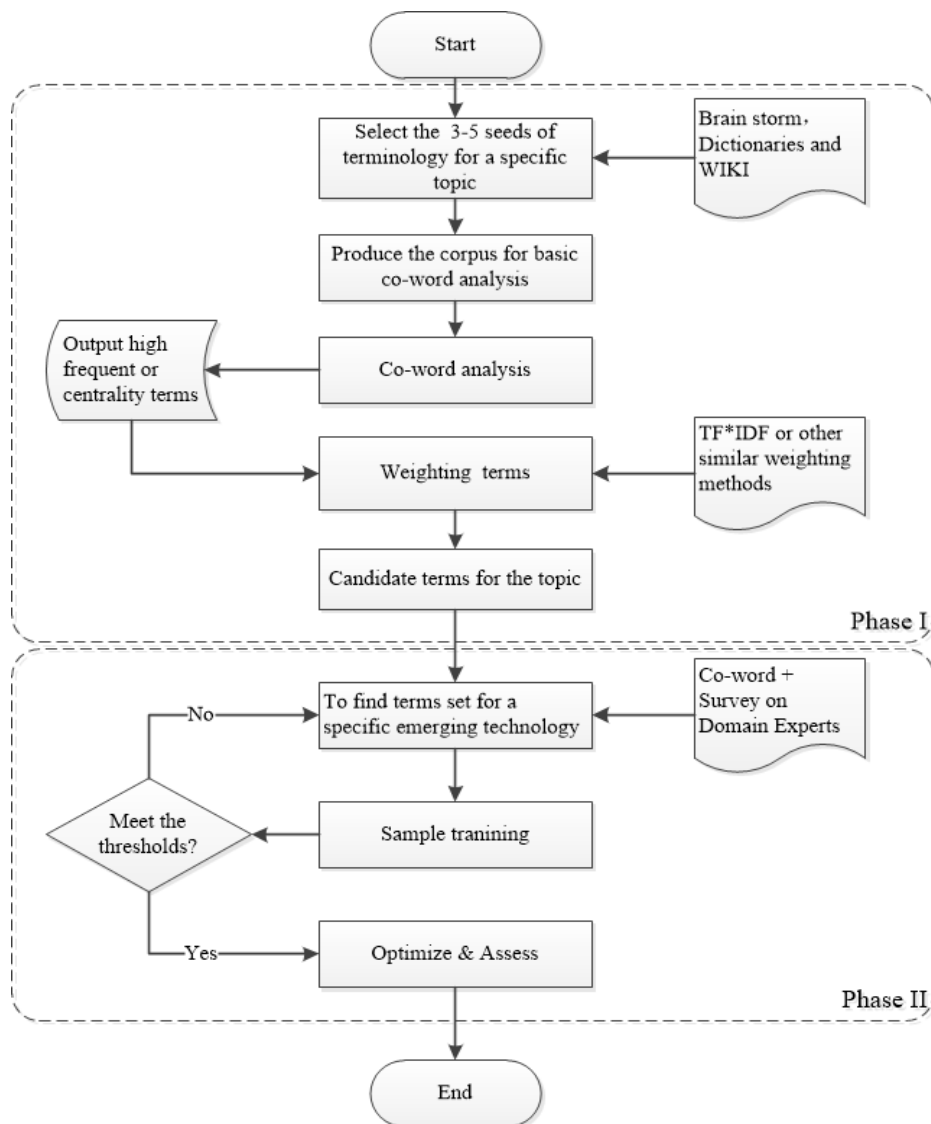 Start
Select the 3-5 seeds of
terminology for a specific
topic
Brain storm，
Dictionaries and
WIKI
Produce the corpus for basic
co-word analysis
Output high
frequent or
centrality terms
Co-word analysis
Weighting terms
TF*IDF or other
similar weighting
methods
Candidate terms for the topic
Phase I
To find terms set for a
specific emerging technology
Co-word +
Survey on
Domain Experts
No
Meet the
thresholds?
Sample tranining
Yes
Optimize & Assess
Phase II
End